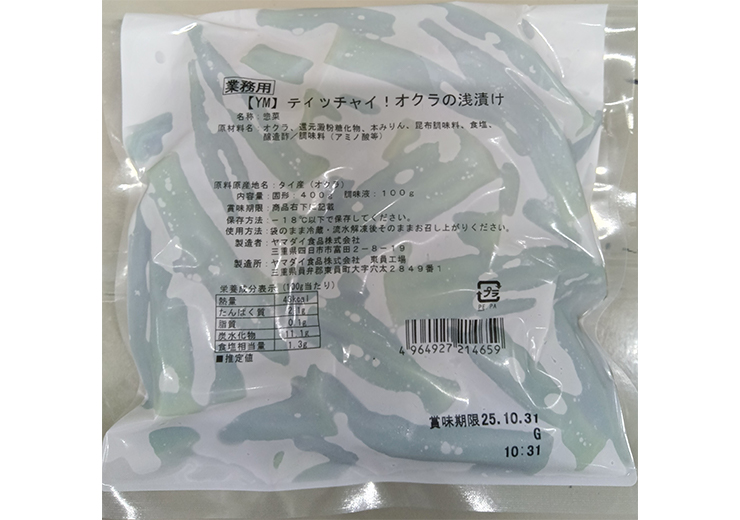 業務用
【YM】ティッチャイ！オクラの浅漬け
名称：惣菜
原材料名：オクラ、還元澱粉糖化物、本みりん、昆布調味料、食塩、
醸造酢／調味料（アミノ酸等）
原料原産地名：タイ産（オクラ）
内容量：固形：400g 調味液：100g
賞味期限：商品右下に記載
保存方法：－18℃以下で保存してください。
使用方法：袋のまま冷蔵・流水解凍後そのままお召し上がりください。
製造者：ヤマダイ食品株式会社
三重県四日市市富田2－8－19
製造所：ヤマダイ食品株式会社 東員工場
三重県員弁郡東員町大字穴太2849番1
栄養成分表示（100g当たり）
熱量 43kcal
たんぱく質 2.1g
脂質 0.1g
炭水化物 11.1g
食塩相当量 1.3g
■推定値
プラ
PE PA
4 964927 214659
賞味期限25.10.31
G
10:31